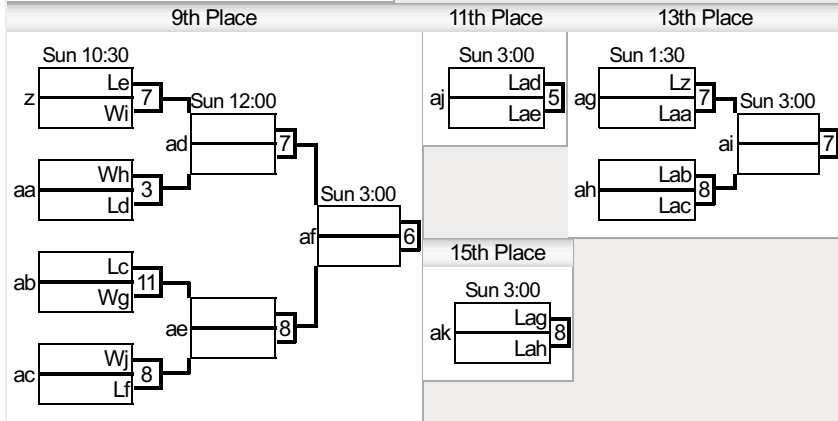 9th Place
11th Place
13th Place
Sun 10:30
z
Le
Wi
7
Sun 12:00
ad
7
aa
Wh
Ld
3
Sun 3:00
af
6
ab
Lc
Wg
11
ae
8
ac
Wj
Lf
8
Sun 3:00
aj
Lad
Lae
5
Sun 1:30
ag
Lz
Laa
7
Sun 3:00
ai
7
ah
Lab
Lac
8
15th Place
Sun 3:00
ak
Lag
Lah
8